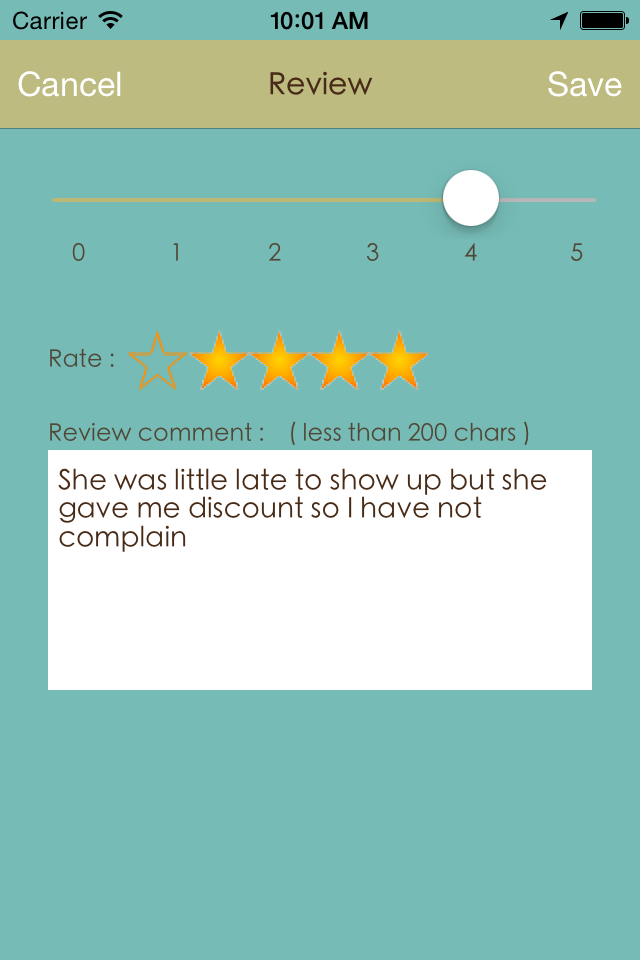 Carrier 10:01 AM
Cancel Review Save
0 1 2 3 4 5
Rate :
Review comment : ( less than 200 chars )
She was little late to show up but she
gave me discount so I have not
complain